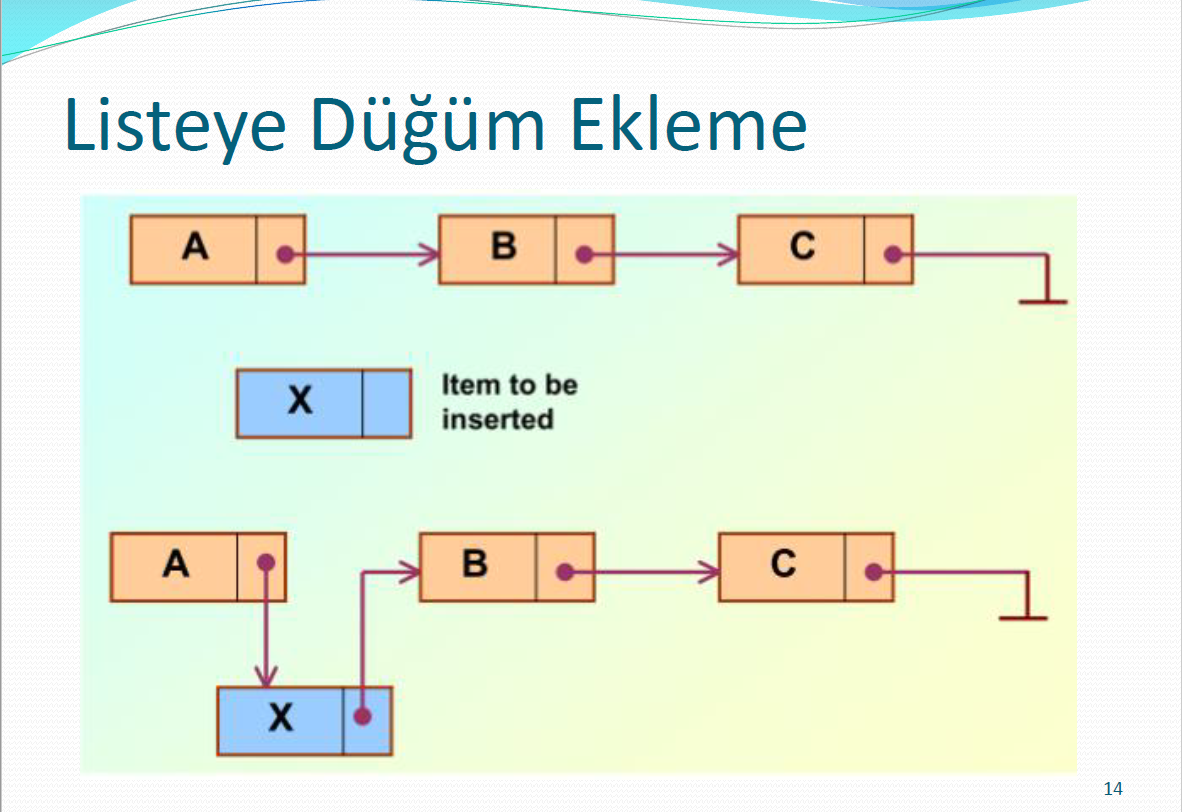 Listeye Düğüm Ekleme
A B C
X
Item to be
inserted
A B C
X
14